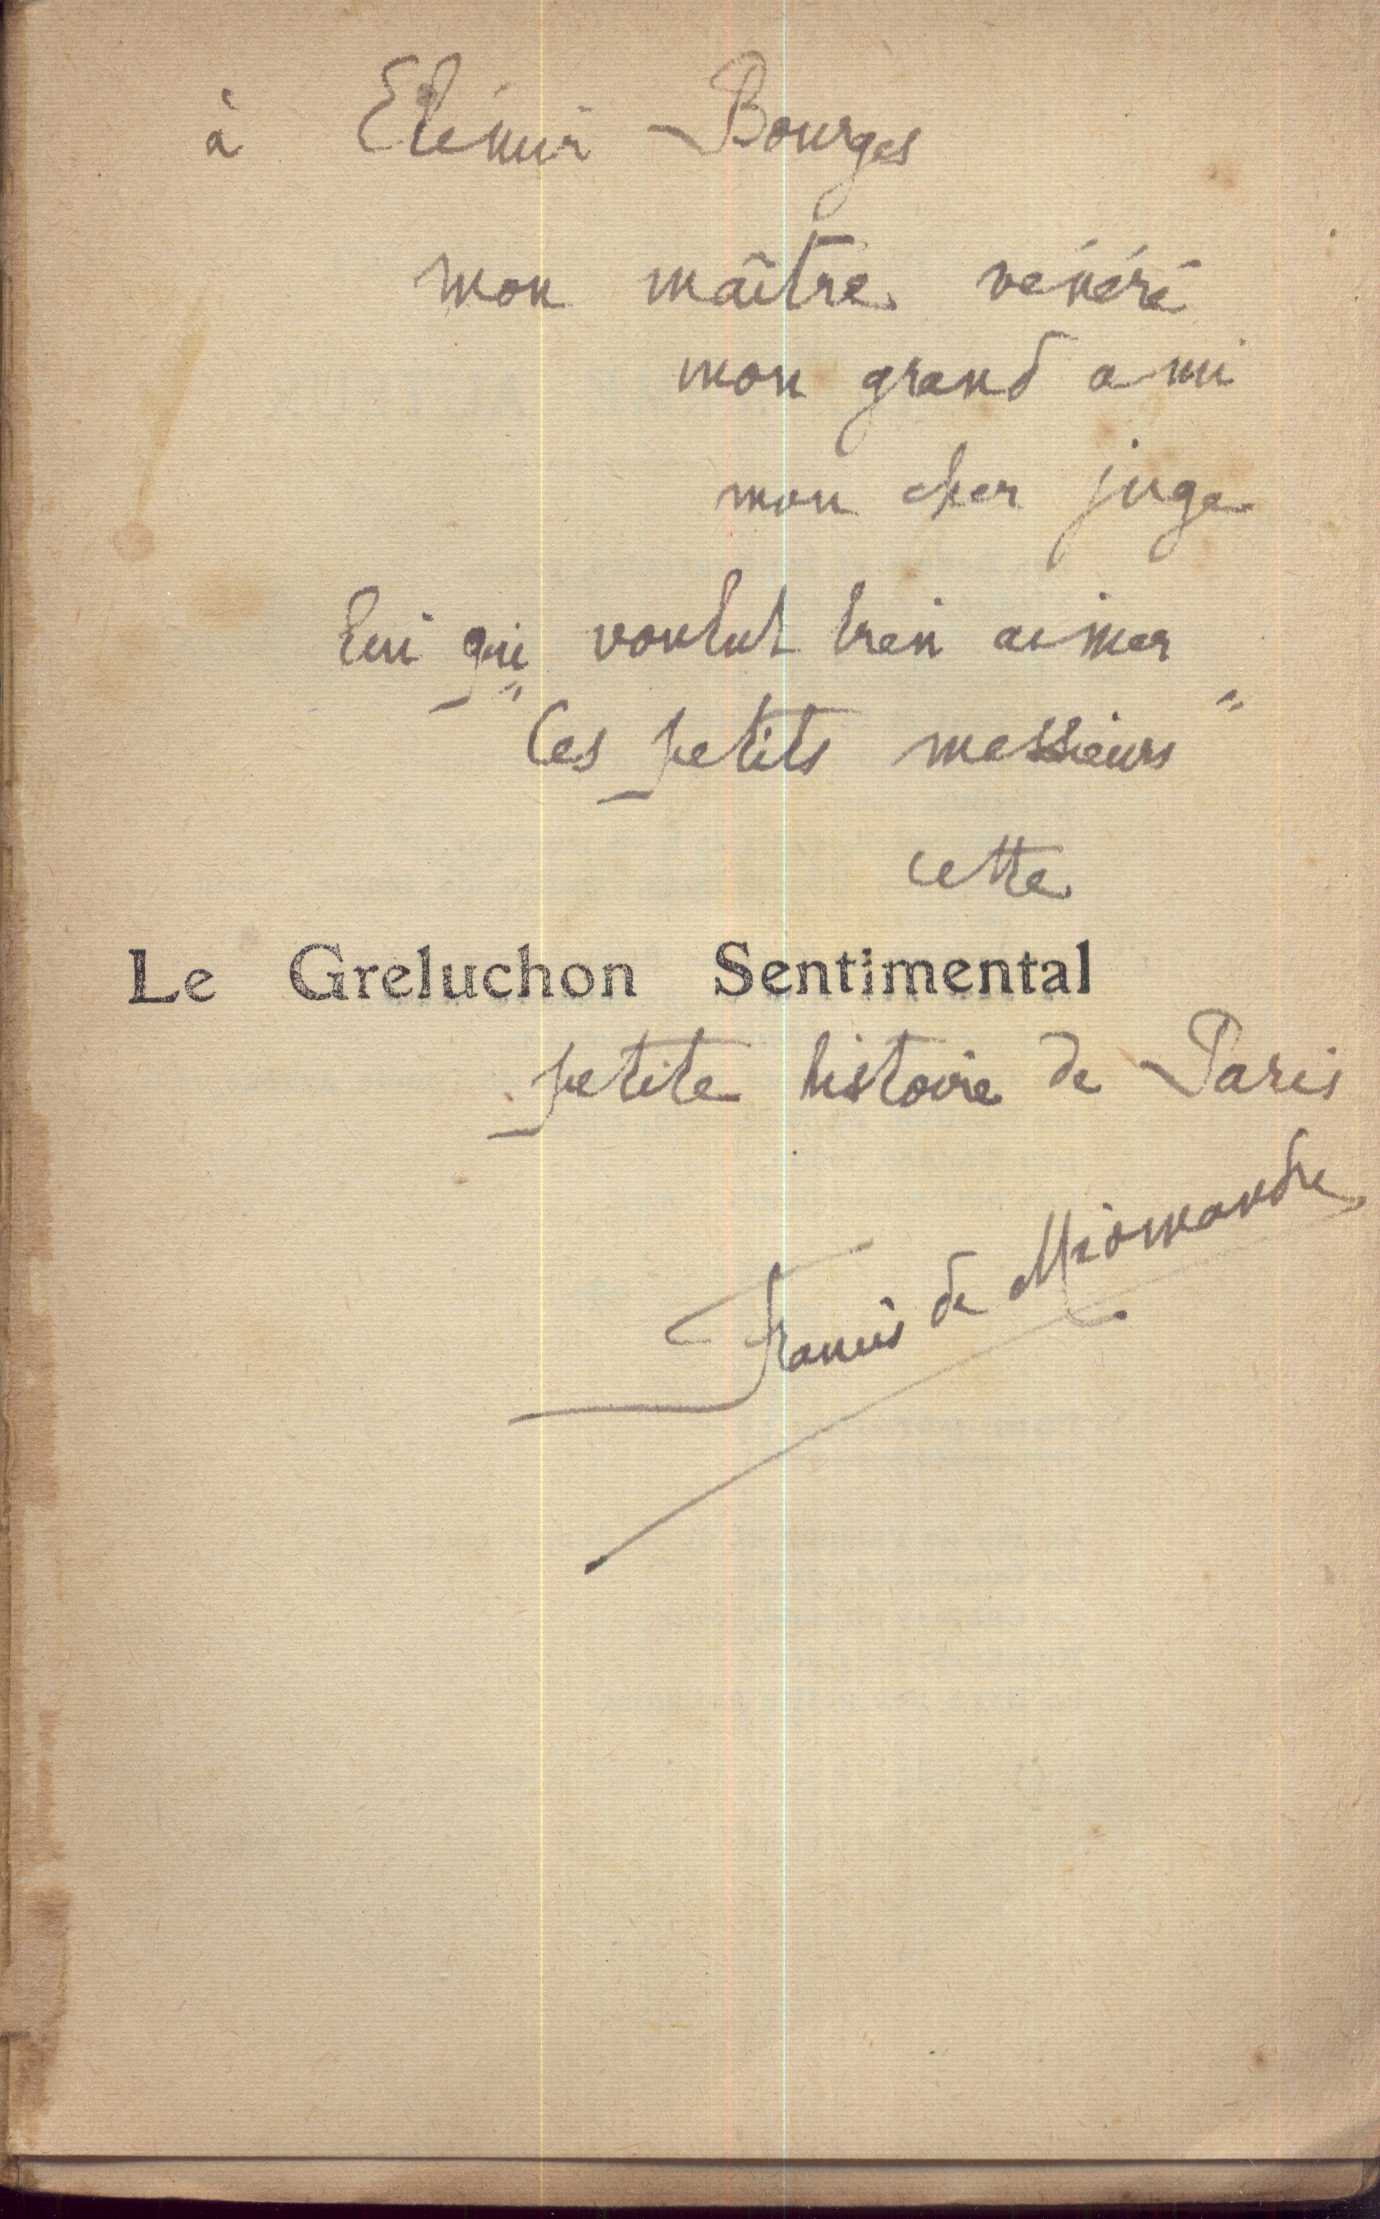 à Elémir Bourges
mon maître vénéré
mon grand ami
mon cher juge
lui qui voulut bien aimer
"Ces petits messieurs"
cette
Le Greluchon Sentimental
petite histoire de Paris
Francis de Miomandre